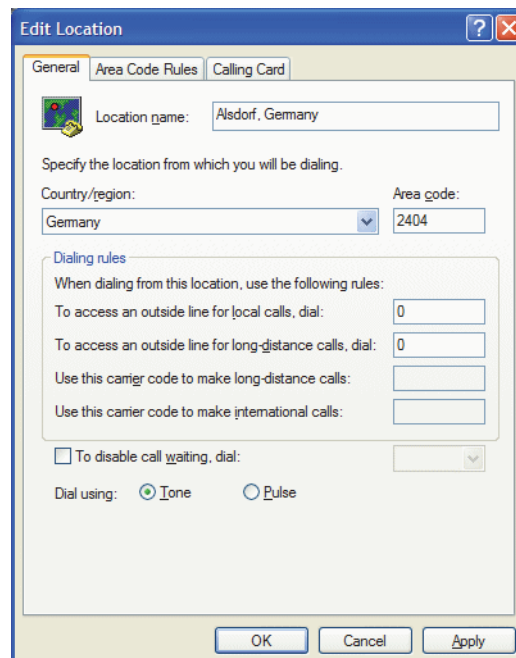 Edit Location
General Area Code Rules Calling Card
Location name: Alsdorf, Germany
Specify the location from which you will be dialing.
Country/region: Area code:
Germany 2404
Dialing rules
When dialing from this location, use the following rules:
To access an outside line for local calls, dial: 0
To access an outside line for long-distance calls, dial: 0
Use this carrier code to make long-distance calls:
Use this carrier code to make international calls:
To disable call waiting, dial:
Dial using: Tone Pulse
OK Cancel Apply